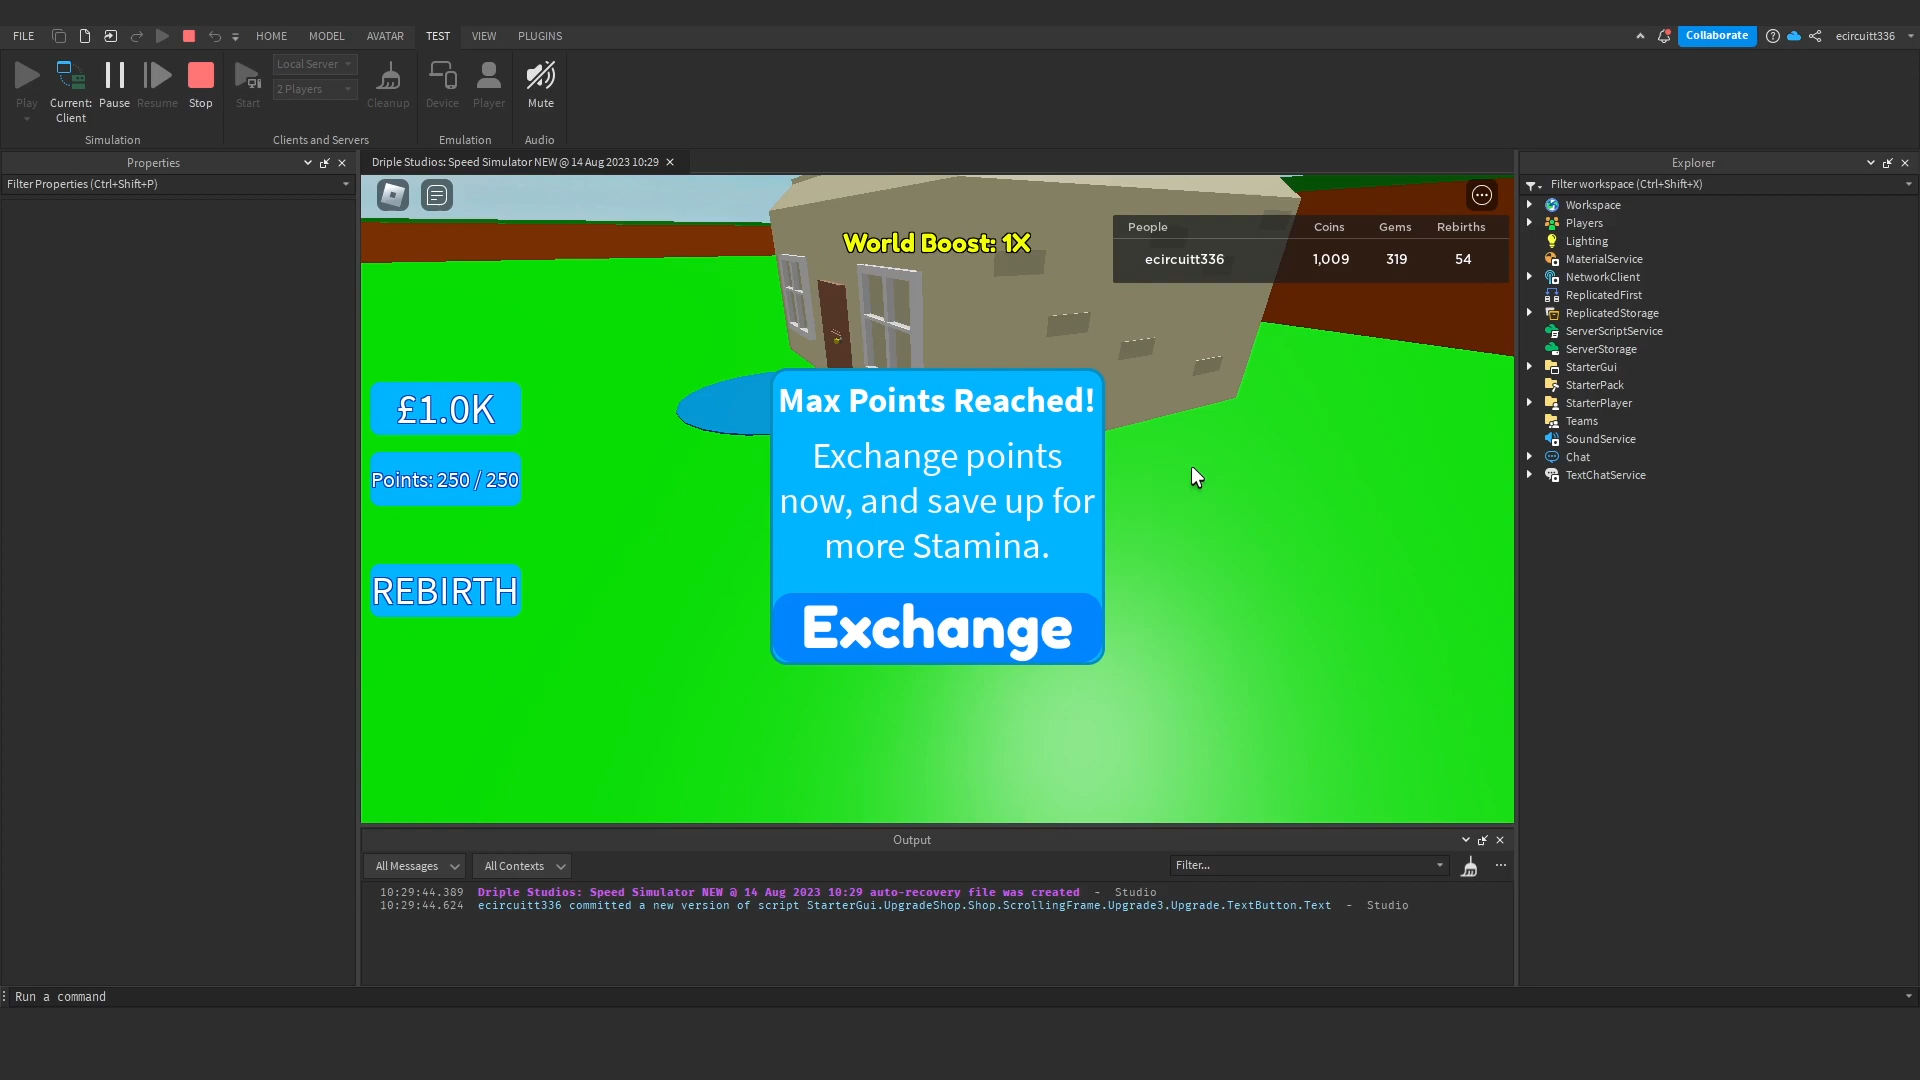 FILE HOME MODEL AVATAR TEST VIEW PLUGINS Collaborate ecircuitt336
Play Current: Client Pause Resume Stop Start Local Server 2 Players Cleanup Device Player Mute
Simulation Clients and Servers Emulation Audio
Properties
Filter Properties (Ctrl+Shift+P)
Driple Studios: Speed Simulator NEW @ 14 Aug 2023 10:29
World Boost: 1X
People Coins Gems Rebirths
ecircuitt336 1,009 319 54
£1.0K
Points: 250 / 250
REBIRTH
Max Points Reached!
Exchange points
now, and save up for
more Stamina.
Exchange
Explorer
Filter workspace (Ctrl+Shift+X)
Workspace
Players
Lighting
MaterialService
NetworkClient
ReplicatedFirst
ReplicatedStorage
ServerScriptService
ServerStorage
StarterGui
StarterPack
StarterPlayer
Teams
SoundService
Chat
TextChatService
Output
All Messages All Contexts Filter...
10:29:44.389 Driple Studios: Speed Simulator NEW @ 14 Aug 2023 10:29 auto-recovery file was created - Studio
10:29:44.624 ecircuitt336 committed a new version of script StarterGui.UpgradeShop.Shop.ScrollingFrame.Upgrade3.Upgrade.TextButton.Text - Studio
Run a command